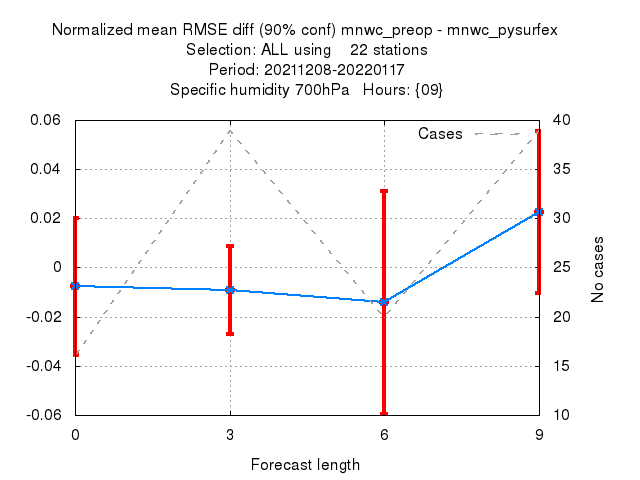 Normalized mean RMSE diff (90% conf) mnwc_preop - mnwc_pysurfex
Selection: ALL using    22 stations
Period: 20211208-20220117
Specific humidity 700hPa   Hours: {09}
Cases
0.06
0.04
0.02
0
-0.02
-0.04
-0.06
40
35
30
25
20
15
10
No cases
0 3 6 9
Forecast length